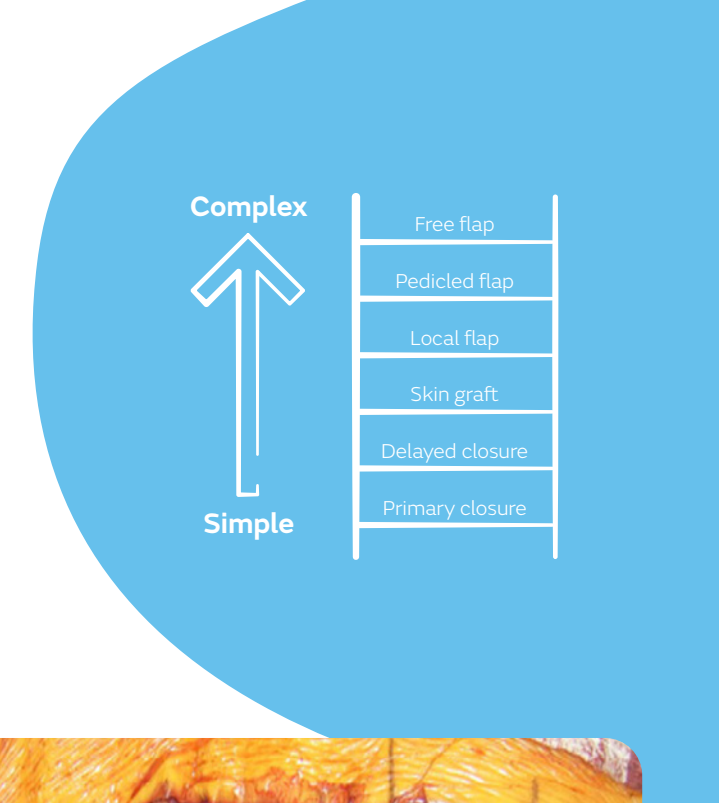 Complex
Free flap
Pedicled flap
Local flap
Skin graft
Delayed closure
Primary closure
Simple